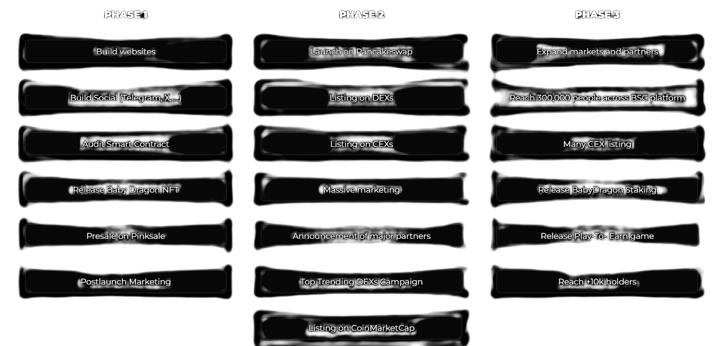 PHASE 1
Build websites
Build Social (Telegram, X,...)
Audit Smart Contract
Release Baby Dragon NFT
Presale on Pinksale
Postlaunch Marketing
PHASE 2
Launch on Pancakeswap
Listing on DEXs
Listing on CEXs
Massive marketing
Announcement of major partners
Top Trending DEXs Campaign
Listing on CoinMarketCap
PHASE 3
Expand markets and partners
Reach 300,000 people across BSC platform
Many CEX listing
Release BabyDragon Staking
Release Play-To-Earn game
Reach +10k holders